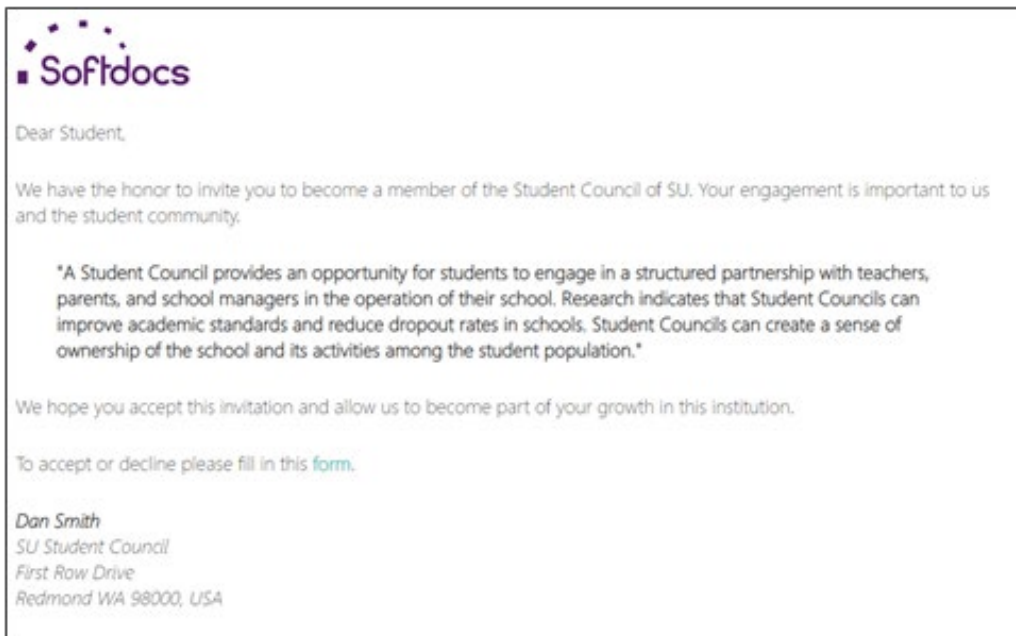 Softdocs
Dear Student,
We have the honor to invite you to become a member of the Student Council of SU. Your engagement is important to us
and the student community.
"A Student Council provides an opportunity for students to engage in a structured partnership with teachers,
parents, and school managers in the operation of their school. Research indicates that Student Councils can
improve academic standards and reduce dropout rates in schools. Student Councils can create a sense of
ownership of the school and its activities among the student population."
We hope you accept this invitation and allow us to become part of your growth in this institution.
To accept or decline please fill in this form.
Dan Smith
SU Student Council
First Row Drive
Redmond WA 98000, USA